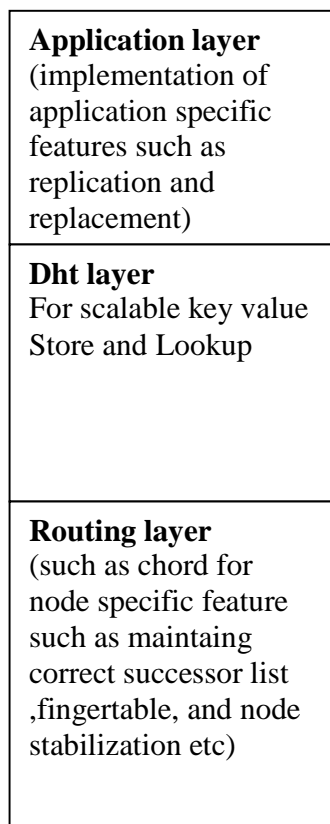 Application layer
(implementation of
application specific
features such as
replication and
replacement)
Dht layer
For scalable key value
Store and Lookup
Routing layer
(such as chord for
node specific feature
such as maintaing
correct successor list
,fingertable, and node
stabilization etc)